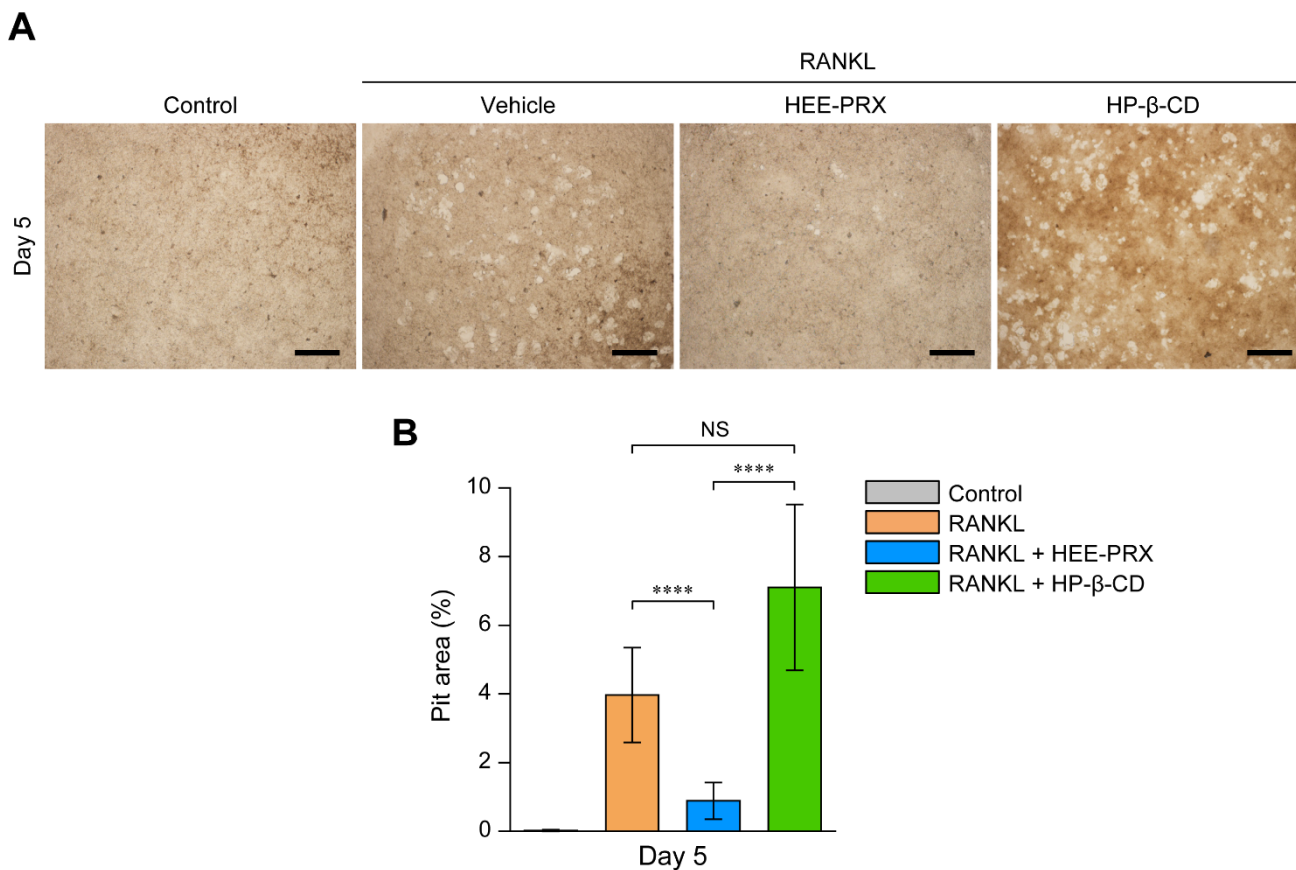 A
RANKL
Control
Vehicle
HEE-PRX
HP-β-CD
Day 5
B
NS
****
****
10
8
6
4
2
0
Pit area (%)
Day 5
Control
RANKL
RANKL + HEE-PRX
RANKL + HP-β-CD